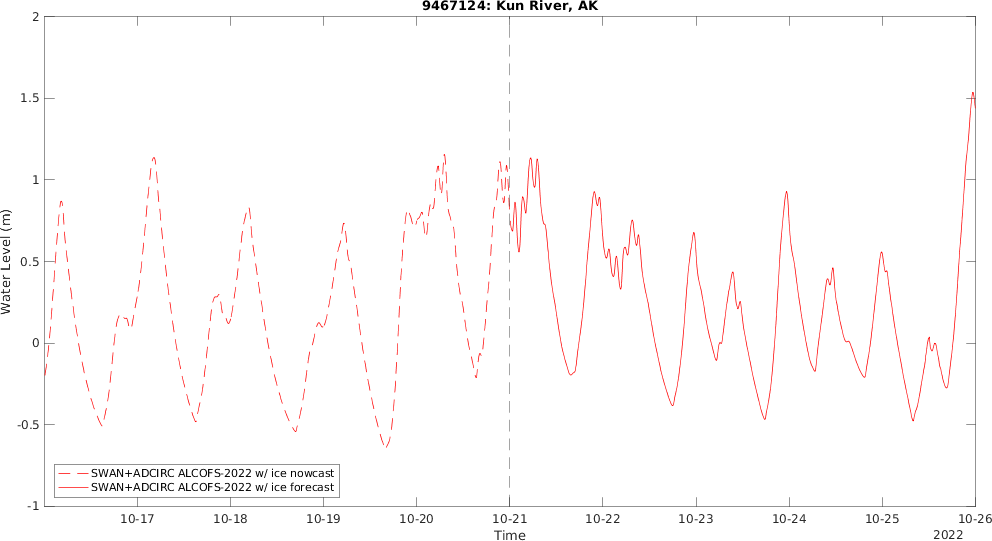 9467124: Kun River, AK
Water Level (m)
2
1.5
1
0.5
0
-0.5
-1
SWAN+ADCIRC ALCOFS-2022 w/ ice nowcast
SWAN+ADCIRC ALCOFS-2022 w/ ice forecast
10-17 10-18 10-19 10-20 10-21 10-22 10-23 10-24 10-25 10-26
Time
2022